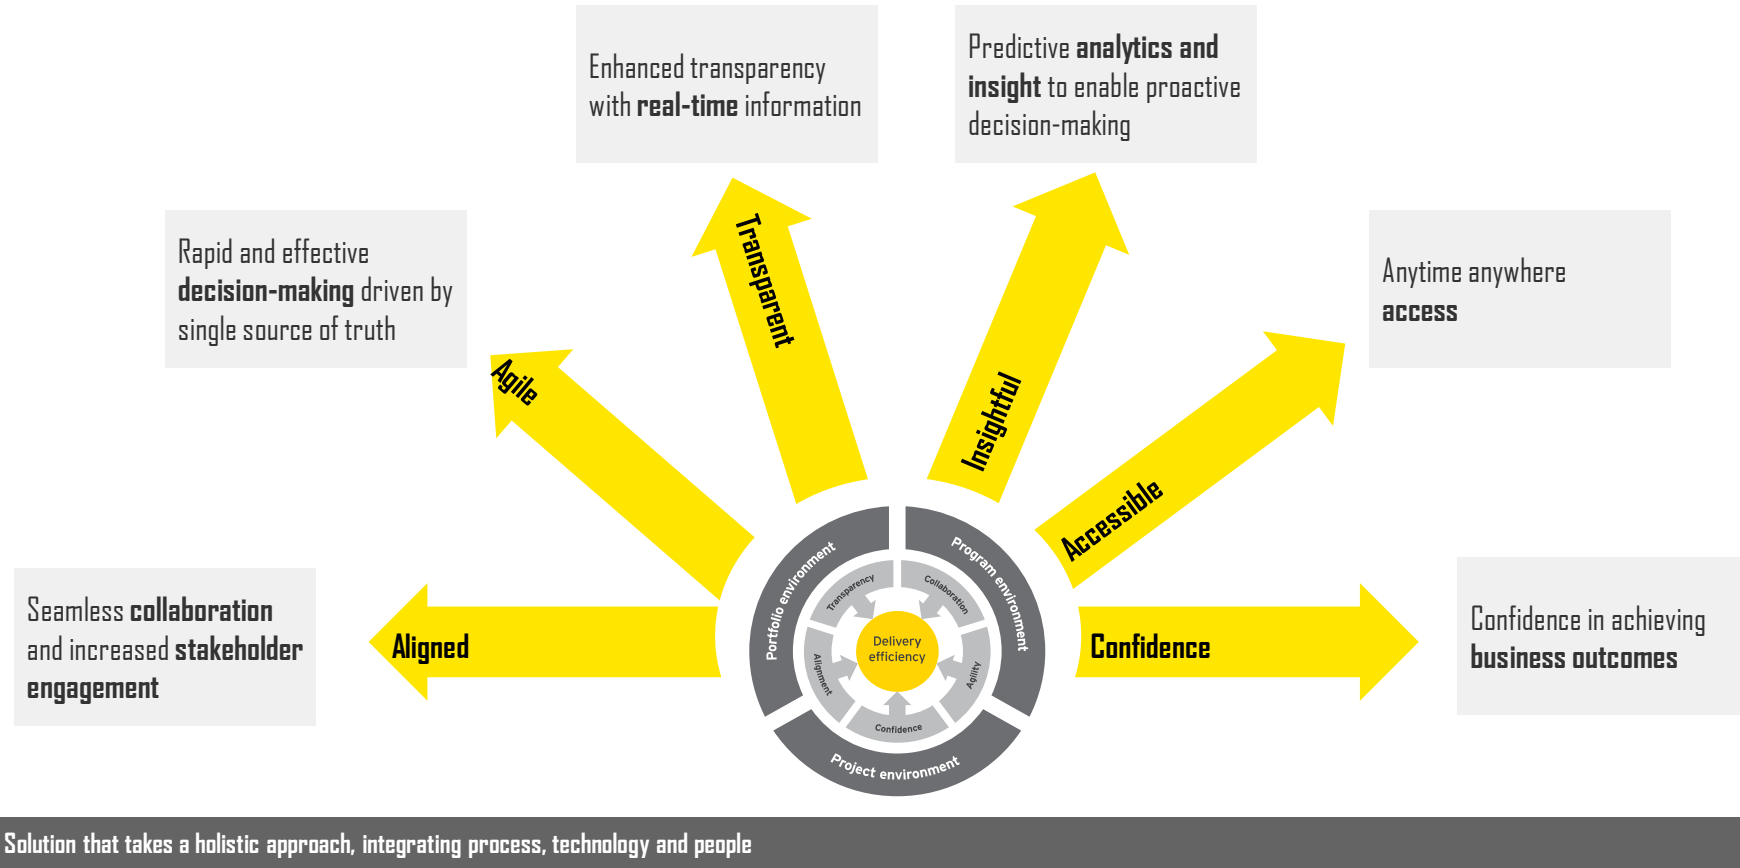 Enhanced transparency
with real-time information
Predictive analytics and
insight to enable proactive
decision-making
Rapid and effective
decision-making driven by
single source of truth
Anytime anywhere
access
Transparent
Insightful
Agile
Accessible
Seamless collaboration
and increased stakeholder
engagement
Aligned
Confidence
Confidence in achieving
business outcomes
Portfolio environment
Program environment
Project environment
Transparency
Collaboration
Alignment
Agility
Confidence
Delivery
efficiency
Solution that takes a holistic approach, integrating process, technology and people